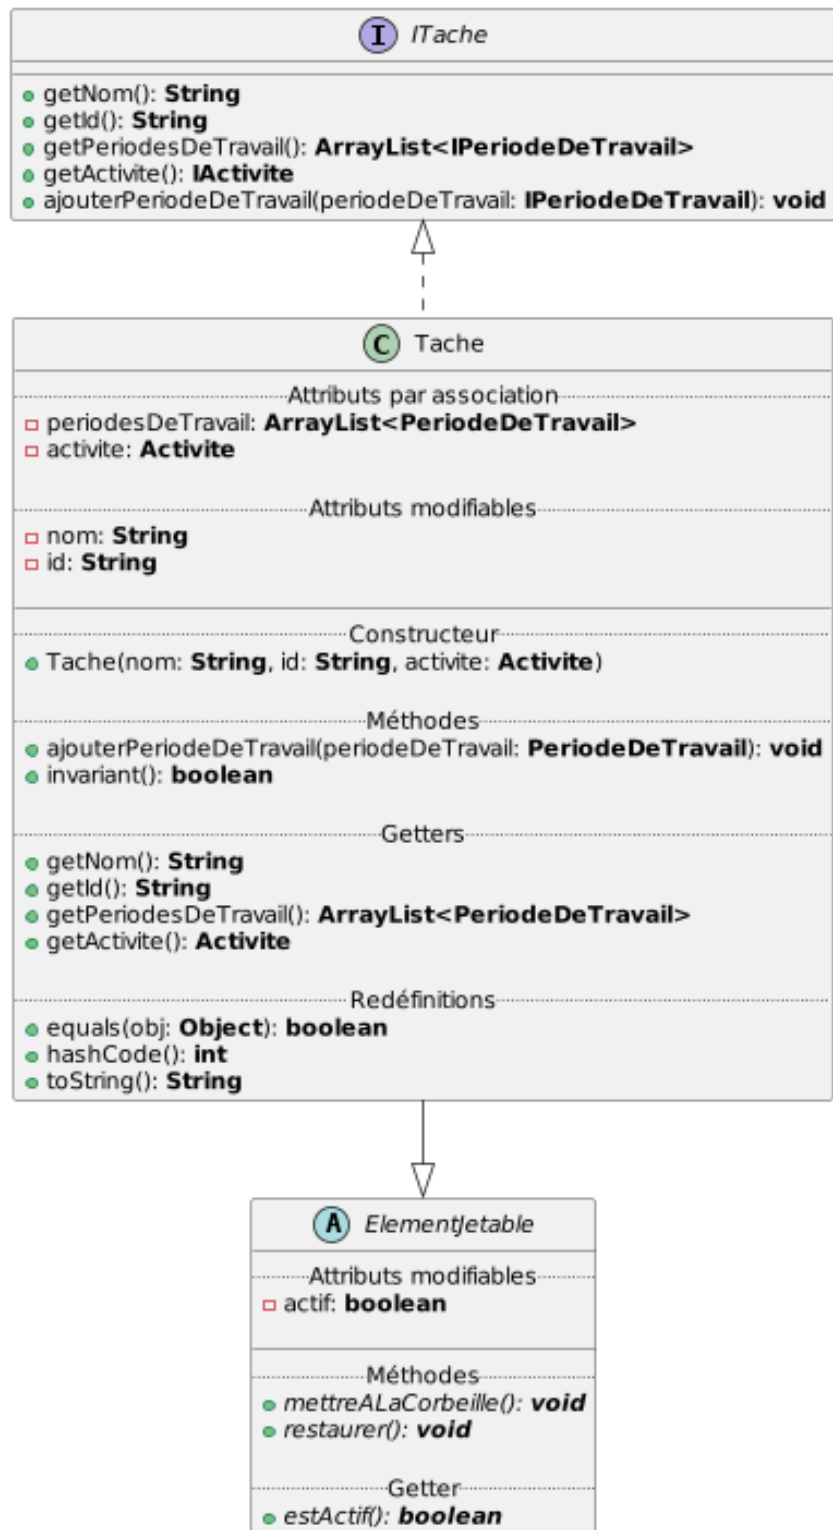 I ITache
getNom(): String
getId(): String
getPeriodesDeTravail(): ArrayList<IPeriodeDeTravail>
getActivite(): IActivite
ajouterPeriodeDeTravail(periodeDeTravail: IPeriodeDeTravail): void
C Tache
Attributs par association
periodesDeTravail: ArrayList<PeriodeDeTravail>
activite: Activite
Attributs modifiables
nom: String
id: String
Constructeur
Tache(nom: String, id: String, activite: Activite)
Méthodes
ajouterPeriodeDeTravail(periodeDeTravail: PeriodeDeTravail): void
invariant(): boolean
Getters
getNom(): String
getId(): String
getPeriodesDeTravail(): ArrayList<PeriodeDeTravail>
getActivite(): Activite
Redéfinitions
equals(obj: Object): boolean
hashCode(): int
toString(): String
A ElementJetable
Attributs modifiables
actif: boolean
Méthodes
mettreALaCorbeille(): void
restaurer(): void
Getter
estActif(): boolean